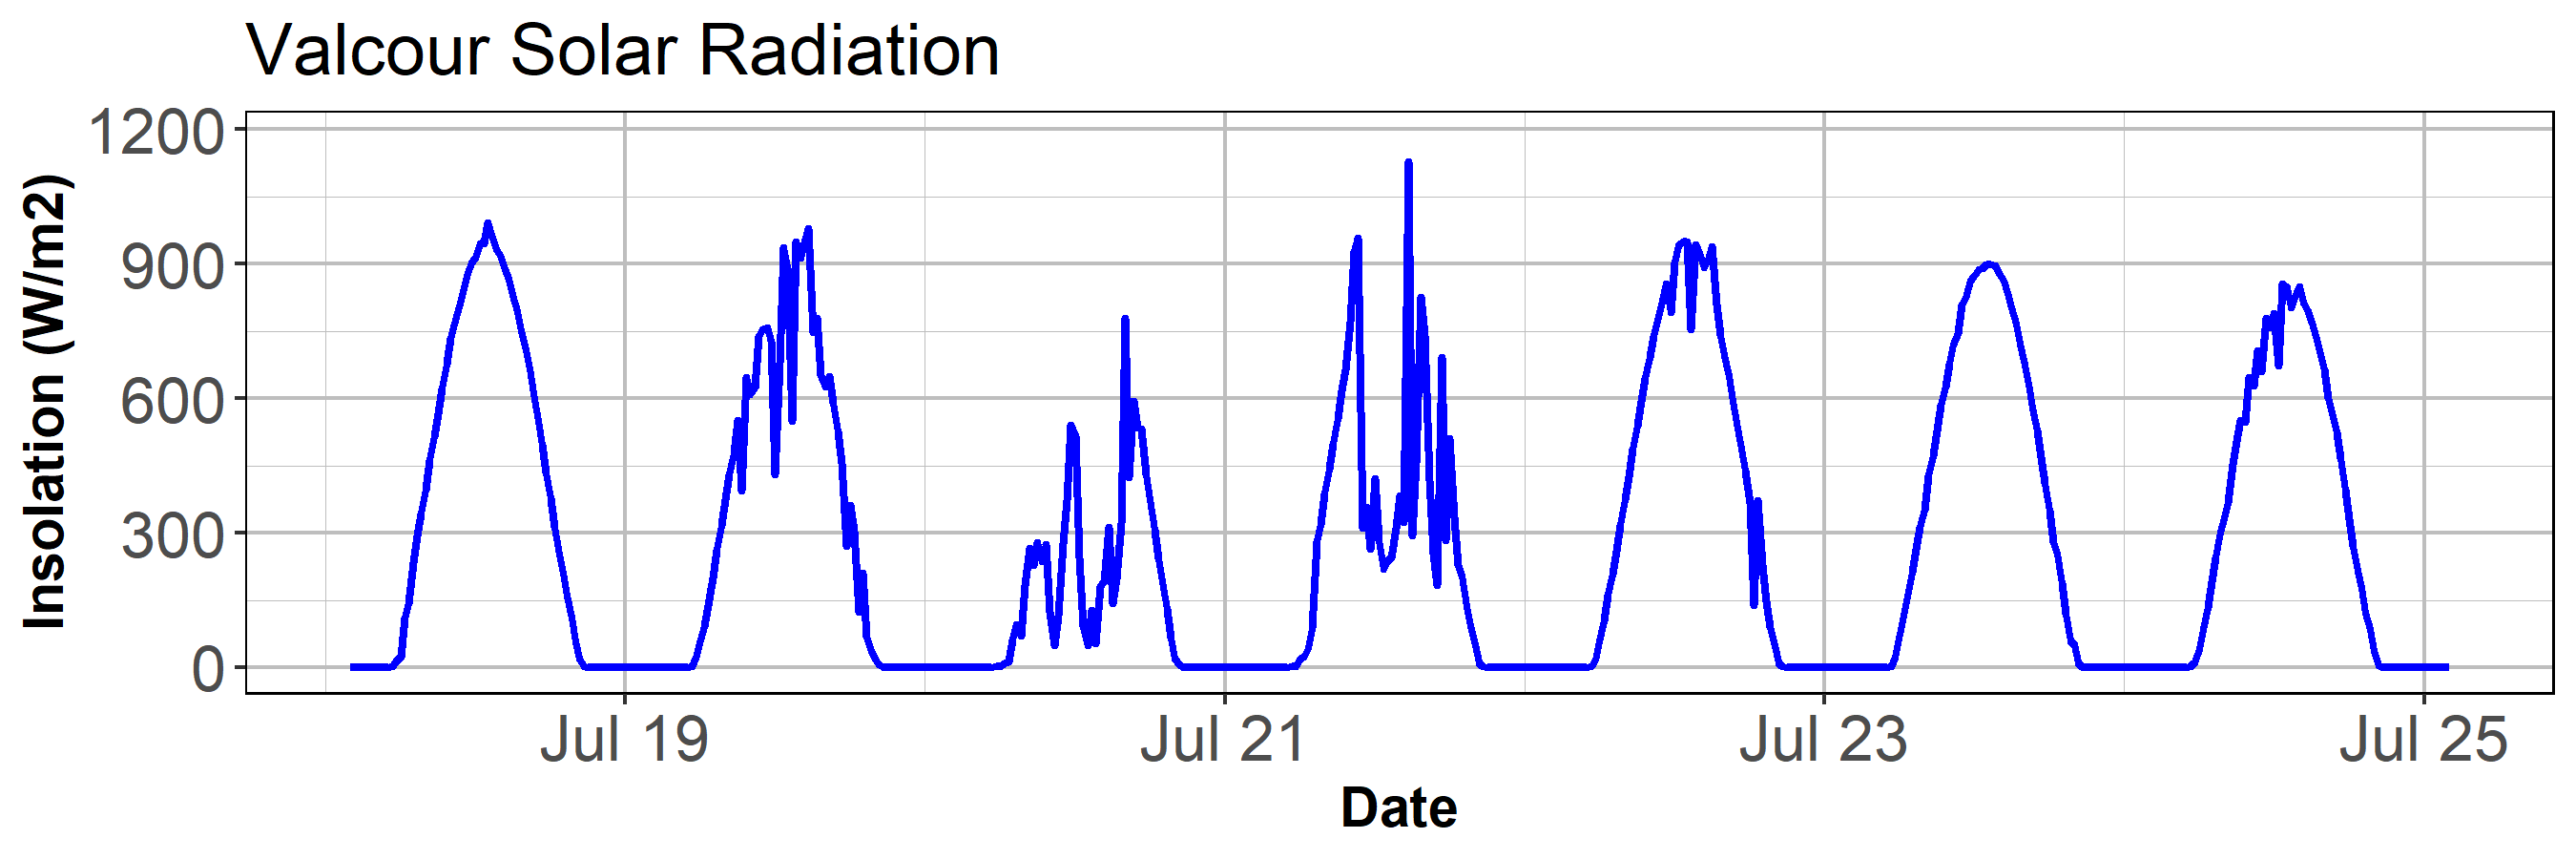 Valcour Solar Radiation
1200
900
600
300
0
Insolation (W/m2)
Jul 19
Jul 21
Jul 23
Jul 25
Date